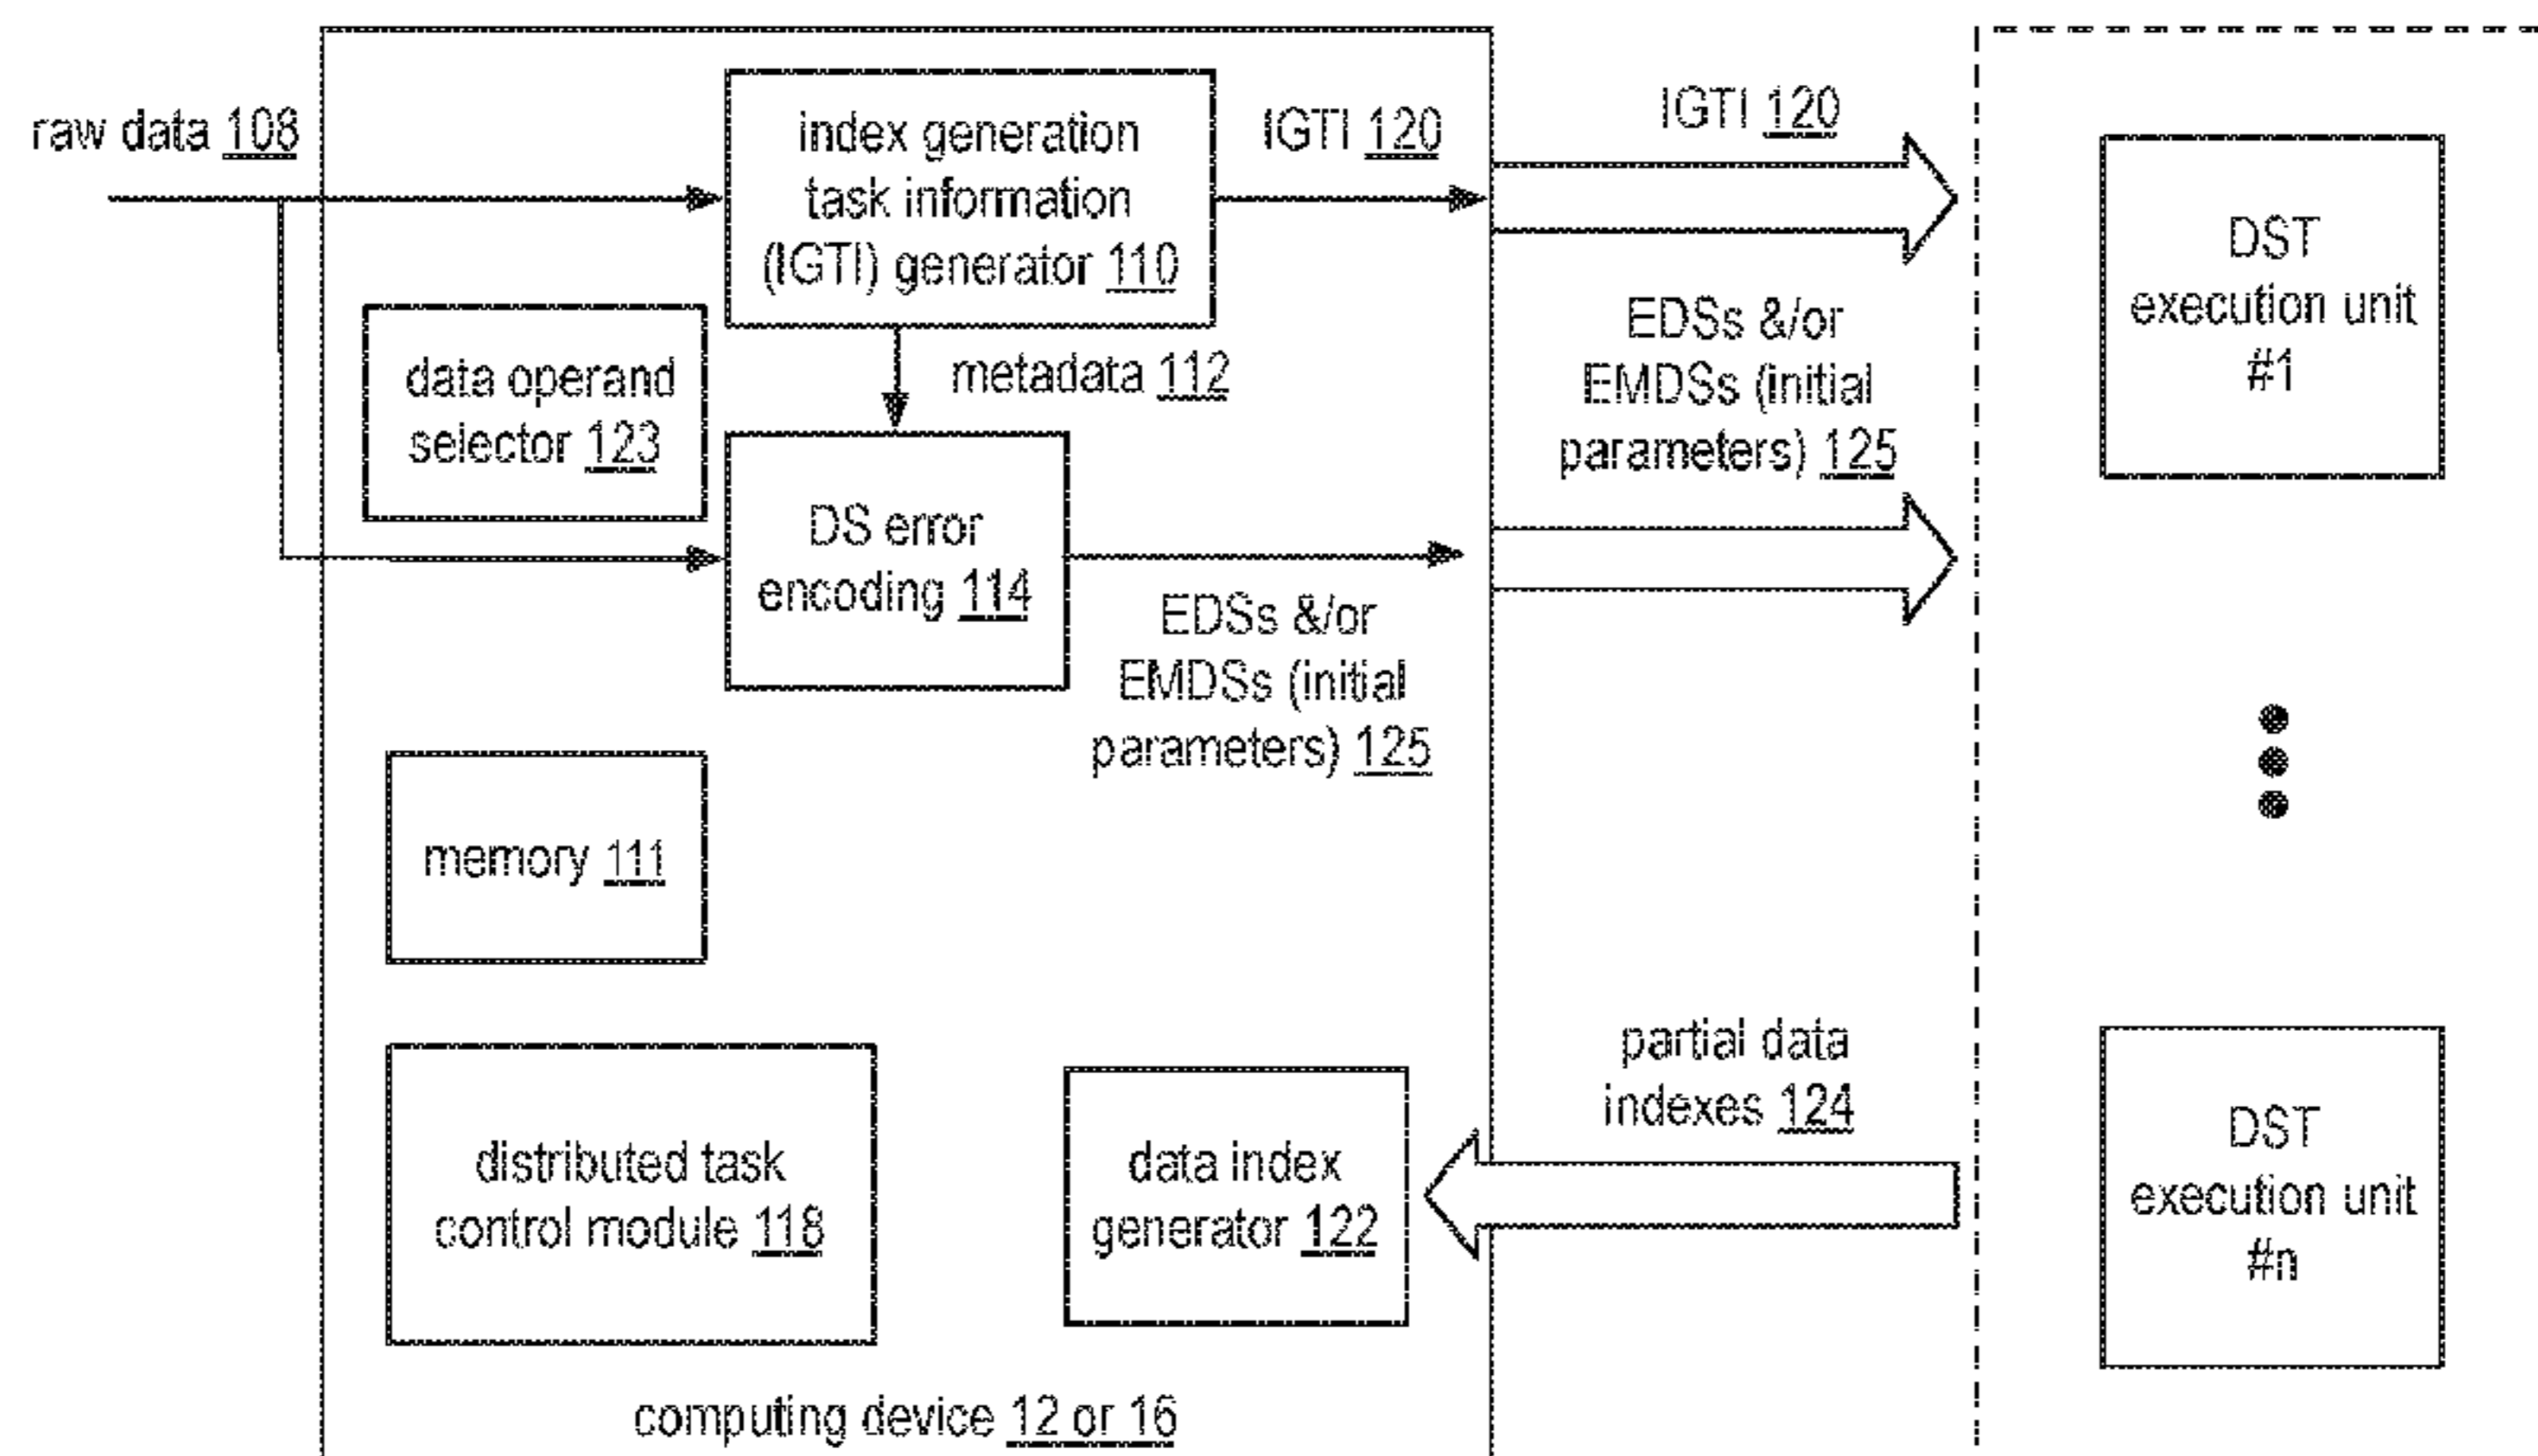 raw data 108
index generation
task information
(IGTI) generator 110
IGTI 120
IGTI 120
DST
execution unit
#1
data operand
selector 123
metadata 112
EDSs &/or
EMDSs (initial
parameters) 125
DS error
encoding 114
EDSs &/or
EMDSs (initial
parameters) 125
memory 111
partial data
indexes 124
distributed task
control module 118
data index
generator 122
DST
execution unit
#n
computing device 12 or 16